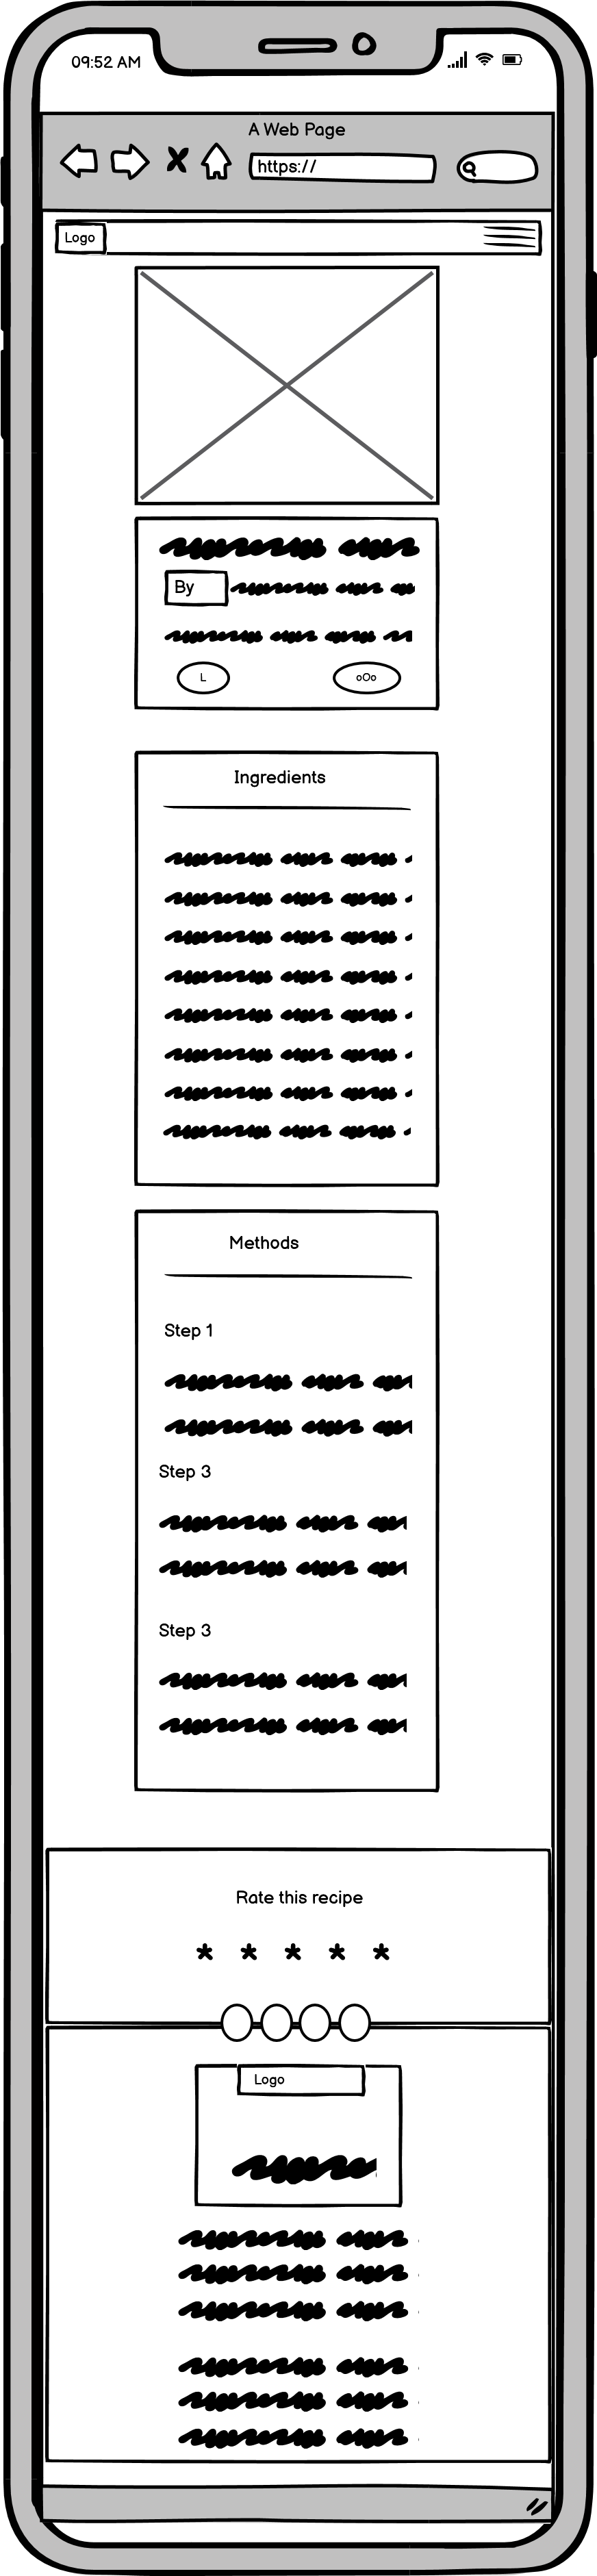 09:52 AM
A Web Page
https://
Logo
By
L
oOo
Ingredients
Methods
Step 1
Step 3
Step 3
Rate this recipe
* * * * *
Logo